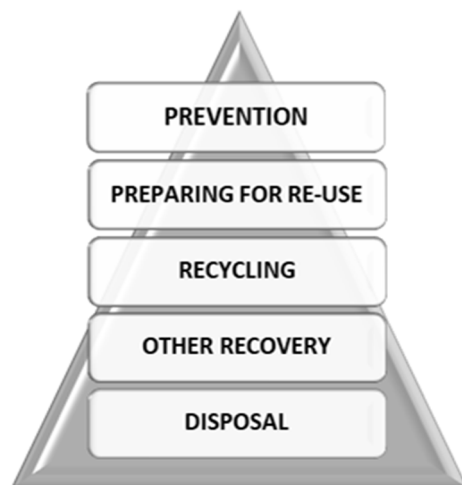 PREVENTION
PREPARING FOR RE-USE
RECYCLING
OTHER RECOVERY
DISPOSAL